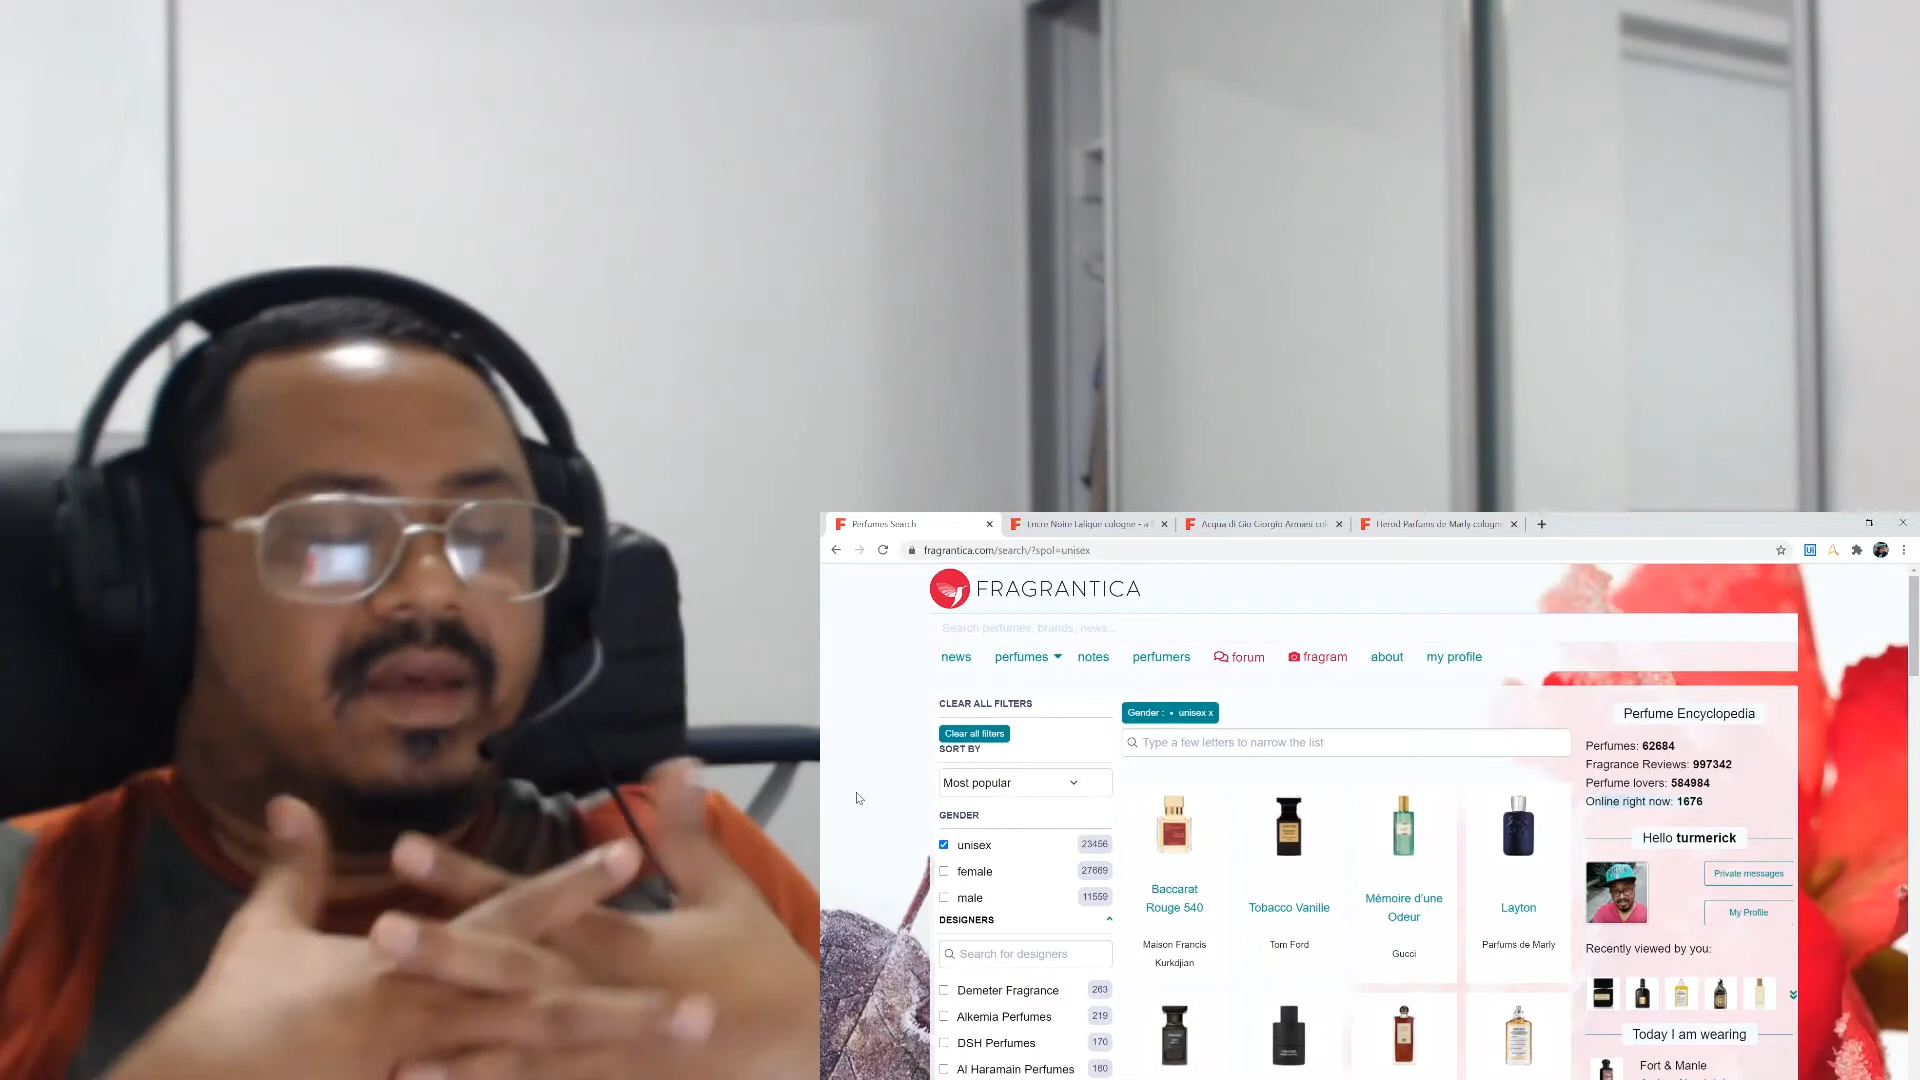 Perfumes Search
Encre Noire Lalique cologne - a
Acqua di Gio Giorgio Armani col
Herod Parfums de Marly cologne
fragrantica.com/search/?spol=unisex
FRAGRANTICA
Search perfumes, brands, news...
news perfumes notes perfumers forum fragram about my profile
CLEAR ALL FILTERS
Clear all filters
SORT BY
Most popular
GENDER
unisex 23456
female 27669
male 11559
DESIGNERS
Search for designers
Demeter Fragrance 263
Alkemia Perfumes 219
DSH Perfumes 170
Al Haramain Perfumes 160
Gender : • unisex x
Type a few letters to narrow the list
Baccarat
Rouge 540
Maison Francis
Kurkdjian
Tobacco Vanille
Tom Ford
Mémoire d'une
Odeur
Gucci
Layton
Parfums de Marly
Perfume Encyclopedia
Perfumes: 62684
Fragrance Reviews: 997342
Perfume lovers: 584984
Online right now: 1676
Hello turmerick
Private messages
My Profile
Recently viewed by you:
Today I am wearing
Fort & Manle